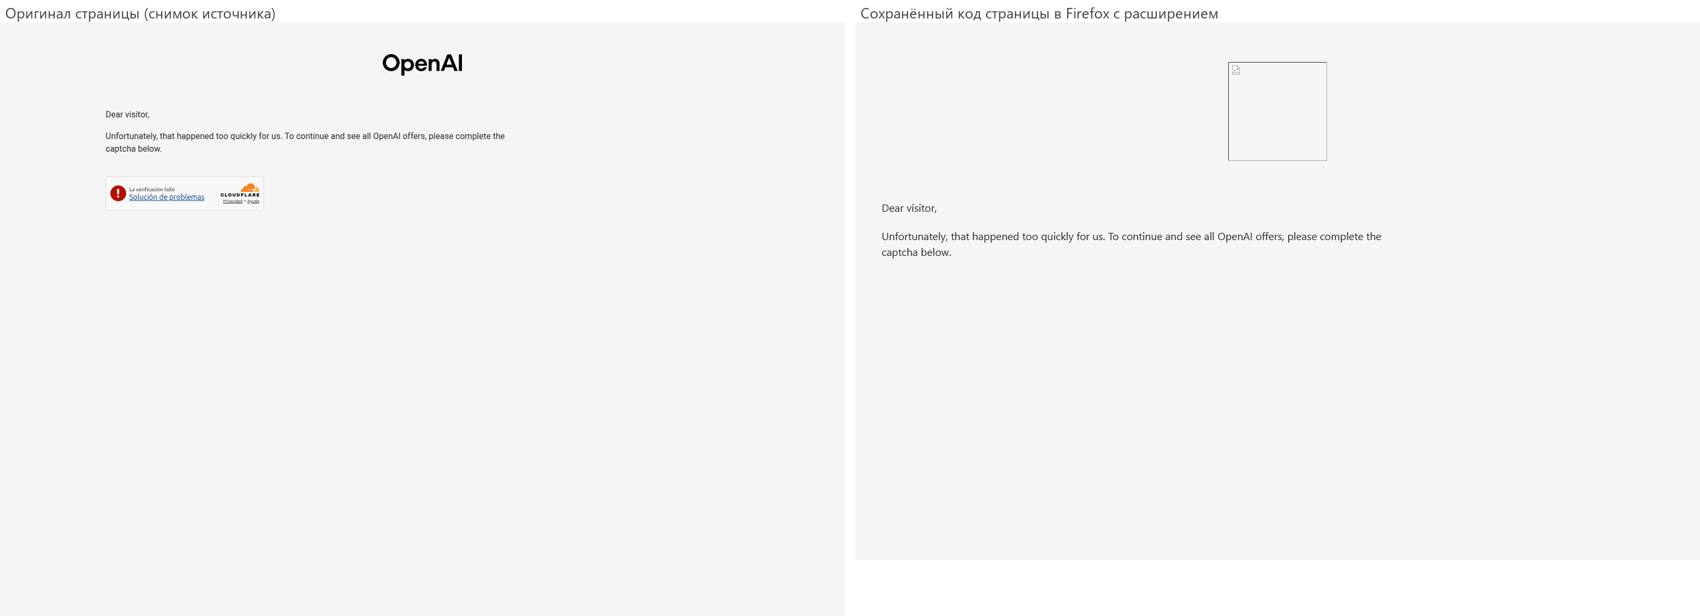 Оригинал страницы (снимок источника)
OpenAI
Dear visitor,
Unfortunately, that happened too quickly for us. To continue and see all OpenAI offers, please complete the
captcha below.
La verificación falló
Solución de problemas
CLOUDFLARE
Privacidad • Ayuda
Сохранённый код страницы в Firefox с расширением
Dear visitor,
Unfortunately, that happened too quickly for us. To continue and see all OpenAI offers, please complete the
captcha below.